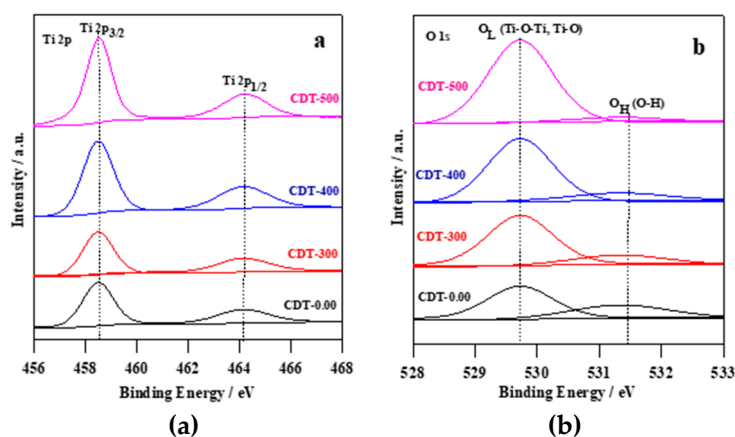 Ti 2p Ti 2p3/2 a
Ti 2p1/2
CDT-500
CDT-400
CDT-300
CDT-0.00
Intensity / a.u.
456 458 460 462 464 466 468
Binding Energy / eV
(a)
O 1s OL (Ti-O-Ti, Ti-O) b
CDT-500
OH (O-H)
CDT-400
CDT-300
CDT-0.00
Intensity / a.u.
528 529 530 531 532 533
Binding Energy / eV
(b)